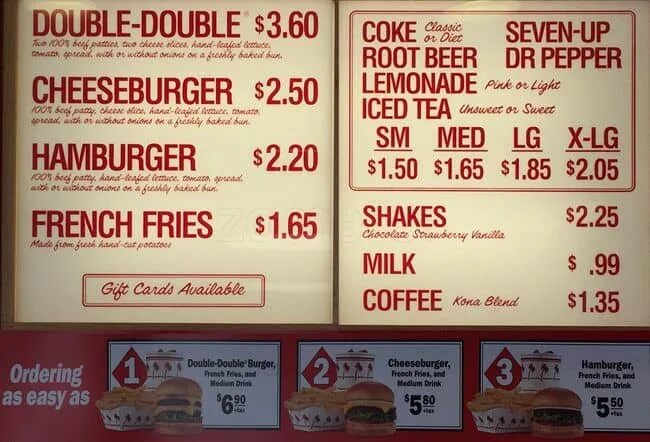 DOUBLE-DOUBLE® $3.60
Two 100% beef patties, two cheese slices, hand-leafed lettuce,
tomato, spread, with or without onions on a freshly baked bun.
CHEESEBURGER $2.50
100% beef patty, cheese slice, hand-leafed lettuce, tomato,
spread, with or without onions on a freshly baked bun.
HAMBURGER $2.20
100% beef patty, hand-leafed lettuce, tomato, spread,
with or without onions on a freshly baked bun.
FRENCH FRIES $1.65
Made from fresh hand-cut potatoes
Gift Cards Available
COKE Classic or Diet SEVEN-UP
ROOT BEER DR PEPPER
LEMONADE Pink or Light
ICED TEA Unsweet or Sweet
SM MED LG X-LG
$1.50 $1.65 $1.85 $2.05
SHAKES $2.25
Chocolate Strawberry Vanilla
MILK $ .99
COFFEE Kona Blend $1.35
Ordering
as easy as
1
Double-Double® Burger,
French Fries, and
Medium Drink
$6.90
+tax
2
Cheeseburger,
French Fries, and
Medium Drink
$5.80
+tax
3
Hamburger,
French Fries, and
Medium Drink
$5.50
+tax